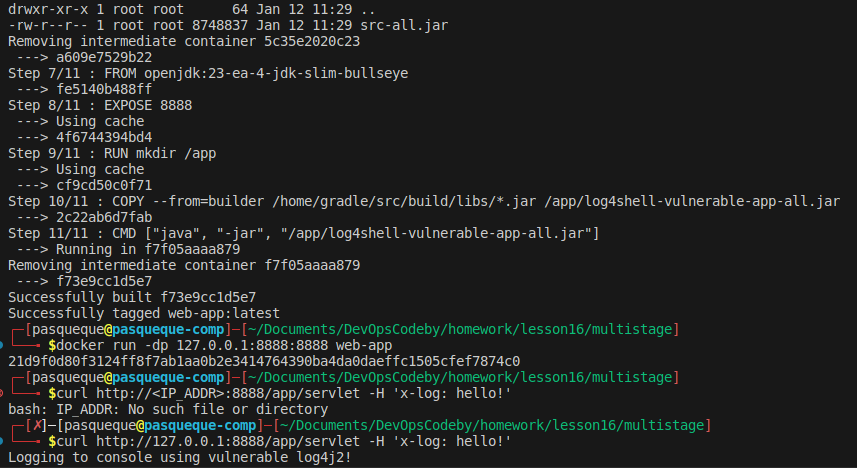 drwxr-xr-x 1 root root      64 Jan 12 11:29 ..
-rw-r--r-- 1 root root 8748837 Jan 12 11:29 src-all.jar
Removing intermediate container 5c35e2020c23
 ---> a609e7529b22
Step 7/11 : FROM openjdk:23-ea-4-jdk-slim-bullseye
 ---> fe5140b488ff
Step 8/11 : EXPOSE 8888
 ---> Using cache
 ---> 4f6744394bd4
Step 9/11 : RUN mkdir /app
 ---> Using cache
 ---> cf9cd50c0f71
Step 10/11 : COPY --from=builder /home/gradle/src/build/libs/*.jar /app/log4shell-vulnerable-app-all.jar
 ---> 2c22ab6d7fab
Step 11/11 : CMD ["java", "-jar", "/app/log4shell-vulnerable-app-all.jar"]
 ---> Running in f7f05aaaa879
Removing intermediate container f7f05aaaa879
 ---> f73e9cc1d5e7
Successfully built f73e9cc1d5e7
Successfully tagged web-app:latest
┌─[pasqueque@pasqueque-comp]─[~/Documents/DevOpsCodeby/homework/lesson16/multistage]
└──╼ $docker run -dp 127.0.0.1:8888:8888 web-app
21d9f0d80f3124ff8f7ab1aa0b2e3414764390ba4da0daeffc1505cfef7874c0
┌─[pasqueque@pasqueque-comp]─[~/Documents/DevOpsCodeby/homework/lesson16/multistage]
└──╼ $curl http://<IP_ADDR>:8888/app/servlet -H 'x-log: hello!'
bash: IP_ADDR: No such file or directory
┌─[✗]─[pasqueque@pasqueque-comp]─[~/Documents/DevOpsCodeby/homework/lesson16/multistage]
└──╼ $curl http://127.0.0.1:8888/app/servlet -H 'x-log: hello!'
Logging to console using vulnerable log4j2!